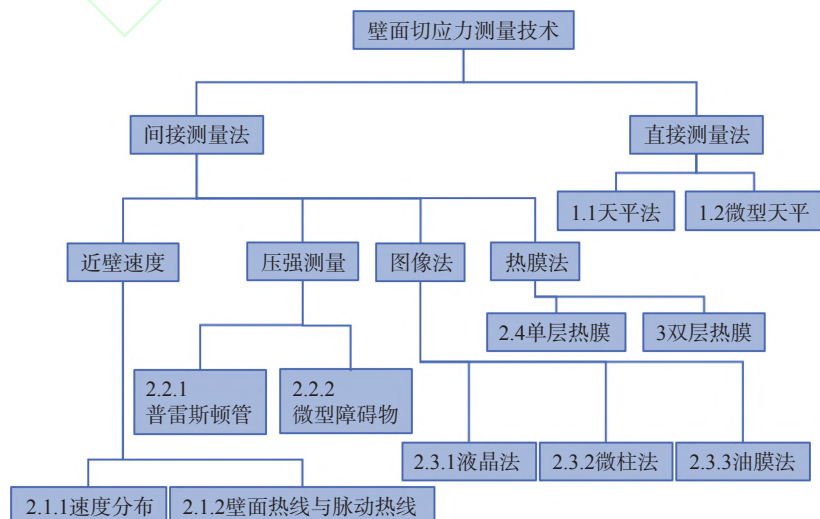 壁面切应力测量技术
间接测量法
直接测量法
1.1天平法
1.2微型天平
近壁速度
压强测量
图像法
热膜法
2.4单层热膜
3双层热膜
2.2.1
普雷斯顿管
2.2.2
微型障碍物
2.3.1液晶法
2.3.2微柱法
2.3.3油膜法
2.1.1速度分布
2.1.2壁面热线与脉动热线